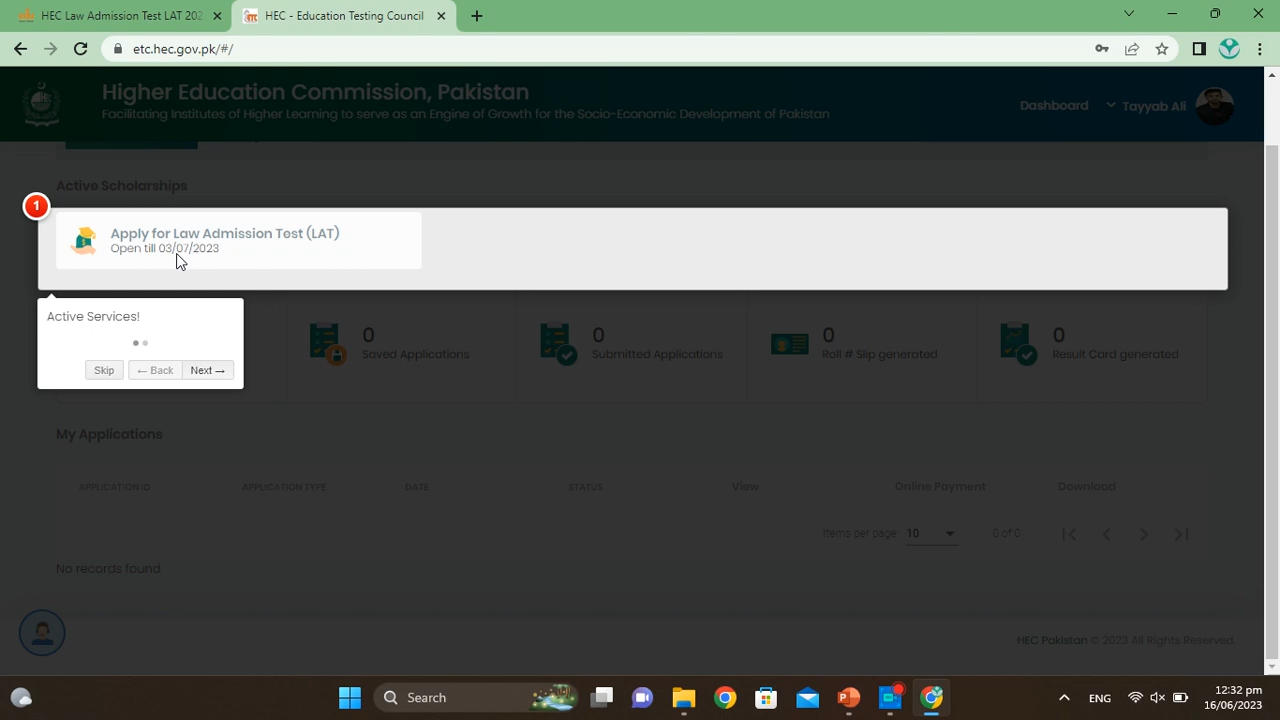 HEC Law Admission Test LAT 202
HEC - Education Testing Council
etc.hec.gov.pk/#/
Higher Education Commission, Pakistan
Facilitating Institutes of Higher Learning to serve as an Engine of Growth for the Socio-Economic Development of Pakistan
Dashboard
Tayyab Ali
Active Scholarships
1
Apply for Law Admission Test (LAT)
Open till 03/07/2023
Active Services!
Skip
← Back
Next →
0
Saved Applications
0
Submitted Applications
0
Roll # Slip generated
0
Result Card generated
My Applications
APPLICATION ID APPLICATION TYPE DATE STATUS View Online Payment Download
Items per page: 10 0 of 0
No records found
HEC Pakistan © 2023 All Rights Reserved.
Search
ENG
12:32 pm
16/06/2023